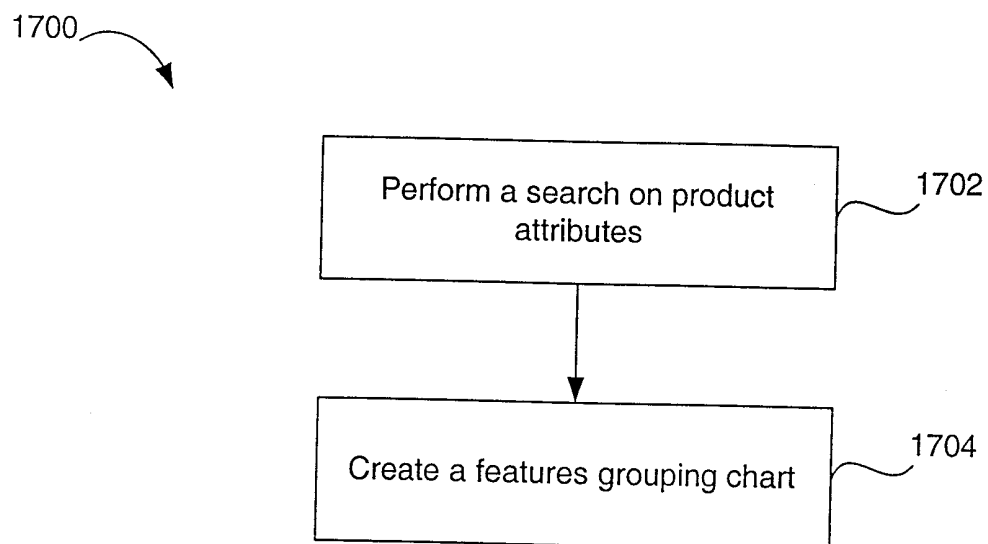 1700
Perform a search on product
attributes
1702
Create a features grouping chart
1704